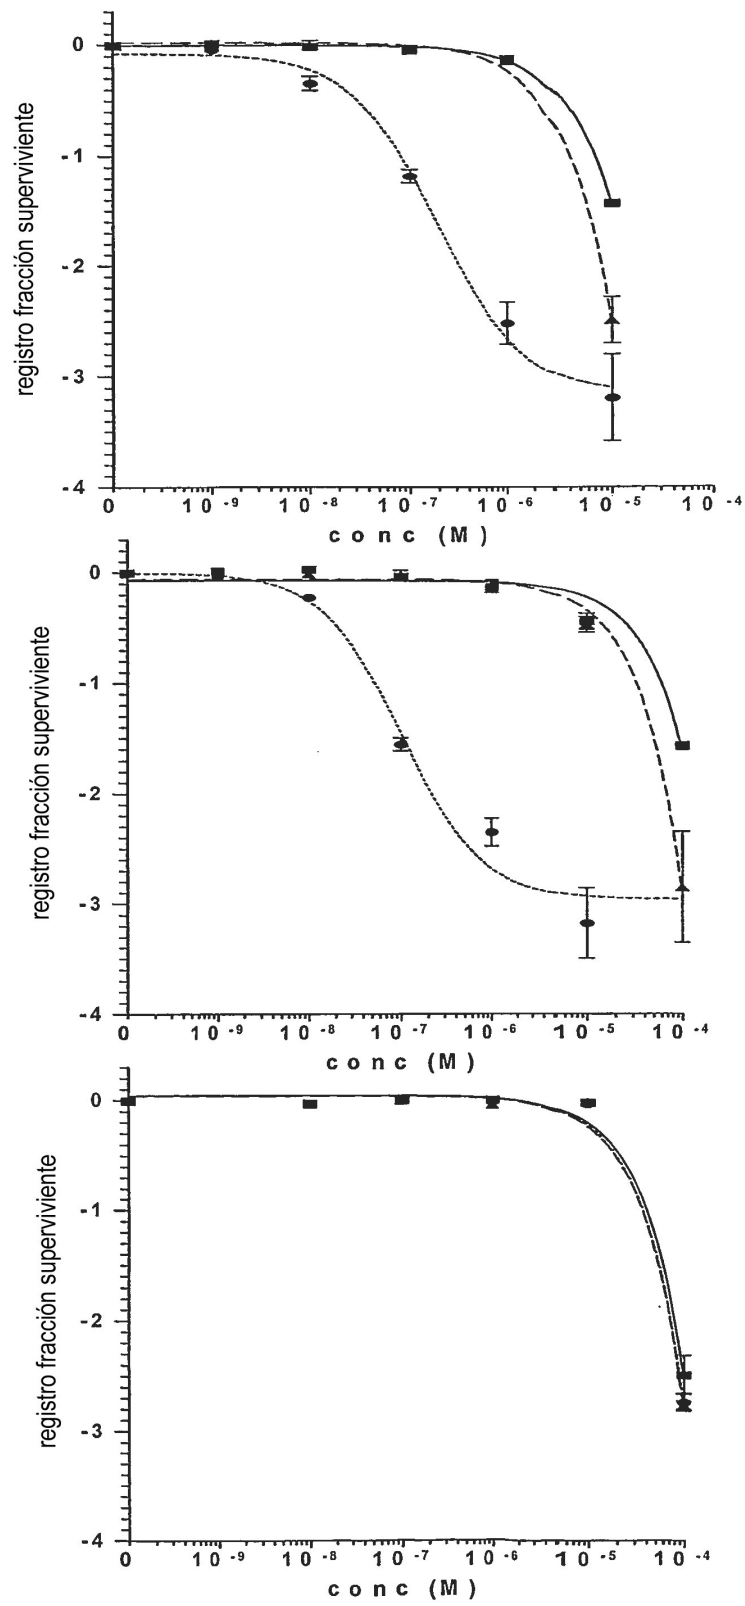 registro fracción superviviente
0
-1
-2
-3
-4
0 10⁻⁹ 10⁻⁸ 10⁻⁷ 10⁻⁶ 10⁻⁵ 10⁻⁴
conc (M)
registro fracción superviviente
0
-1
-2
-3
-4
0 10⁻⁹ 10⁻⁸ 10⁻⁷ 10⁻⁶ 10⁻⁵ 10⁻⁴
conc (M)
registro fracción superviviente
0
-1
-2
-3
-4
0 10⁻⁹ 10⁻⁸ 10⁻⁷ 10⁻⁶ 10⁻⁵ 10⁻⁴
conc (M)